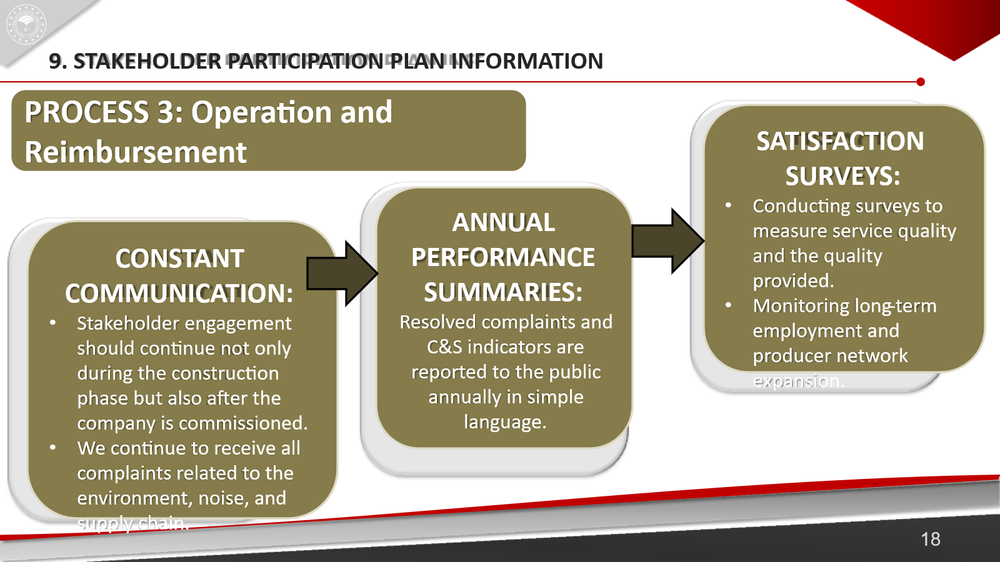 9. STAKEHOLDER PARTICIPATION PLAN INFORMATION
PROCESS 3: Operation and
Reimbursement
CONSTANT
COMMUNICATION:
• Stakeholder engagement
should continue not only
during the construction
phase but also after the
company is commissioned.
• We continue to receive all
complaints related to the
environment, noise, and
supply chain.
ANNUAL
PERFORMANCE
SUMMARIES:
Resolved complaints and
C&S indicators are
reported to the public
annually in simple
language.
SATISFACTION
SURVEYS:
• Conducting surveys to
measure service quality
and the quality
provided.
• Monitoring long-term
employment and
producer network
expansion.
18